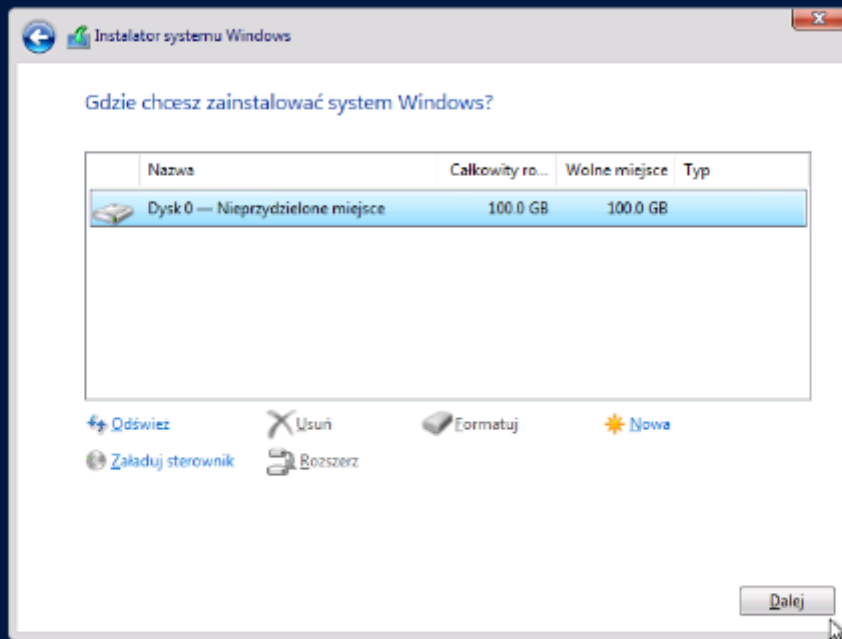 Instalator systemu Windows
Gdzie chcesz zainstalować system Windows?
Nazwa Całkowity ro... Wolne miejsce Typ
Dysk 0 — Nieprzydzielone miejsce 100.0 GB 100.0 GB
Odśwież Usuń Formatuj Nowa
Załaduj sterownik Rozszerz
Dalej